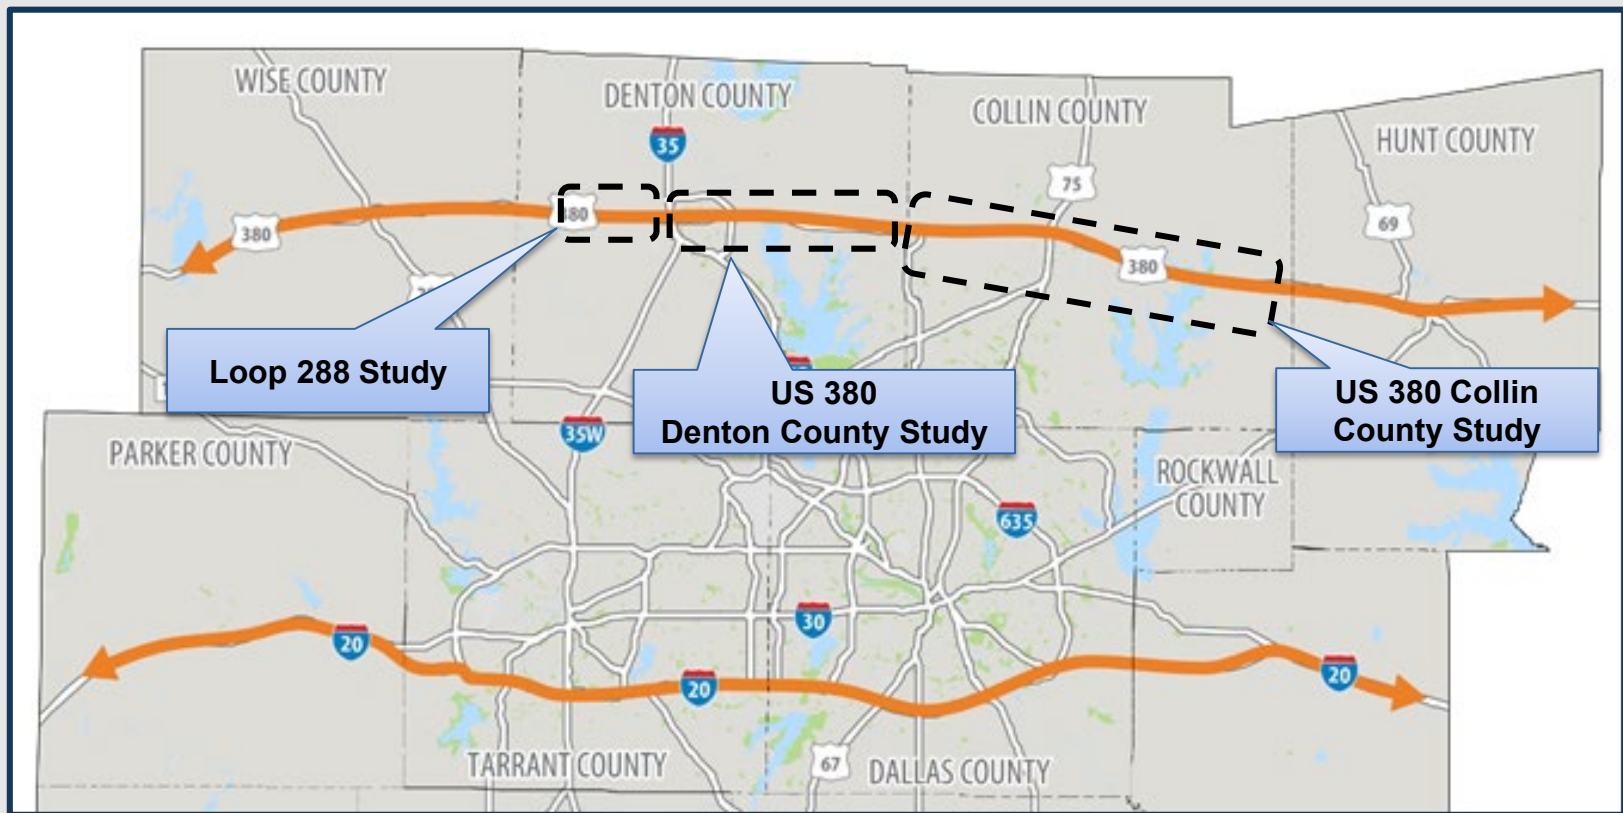 WISE COUNTY
DENTON COUNTY
COLLIN COUNTY
HUNT COUNTY
35
75
69
380
380
380
Loop 288 Study
US 380
Denton County Study
US 380 Collin
County Study
35W
PARKER COUNTY
ROCKWALL
COUNTY
635
30
20
20
20
TARRANT COUNTY
67
DALLAS COUNTY